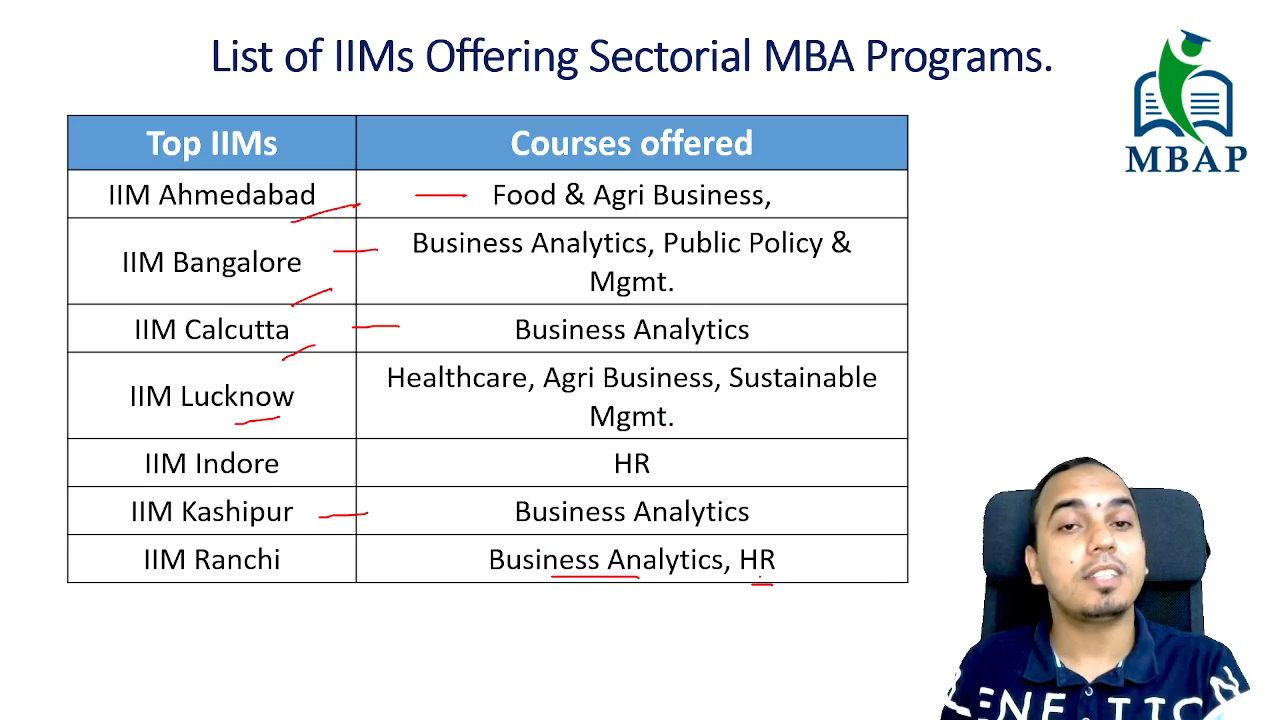 List of IIMs Offering Sectorial MBA Programs.
MBAP
Top IIMs Courses offered
IIM Ahmedabad Food & Agri Business,
IIM Bangalore Business Analytics, Public Policy &
Mgmt.
IIM Calcutta Business Analytics
IIM Lucknow Healthcare, Agri Business, Sustainable
Mgmt.
IIM Indore HR
IIM Kashipur Business Analytics
IIM Ranchi Business Analytics, HR